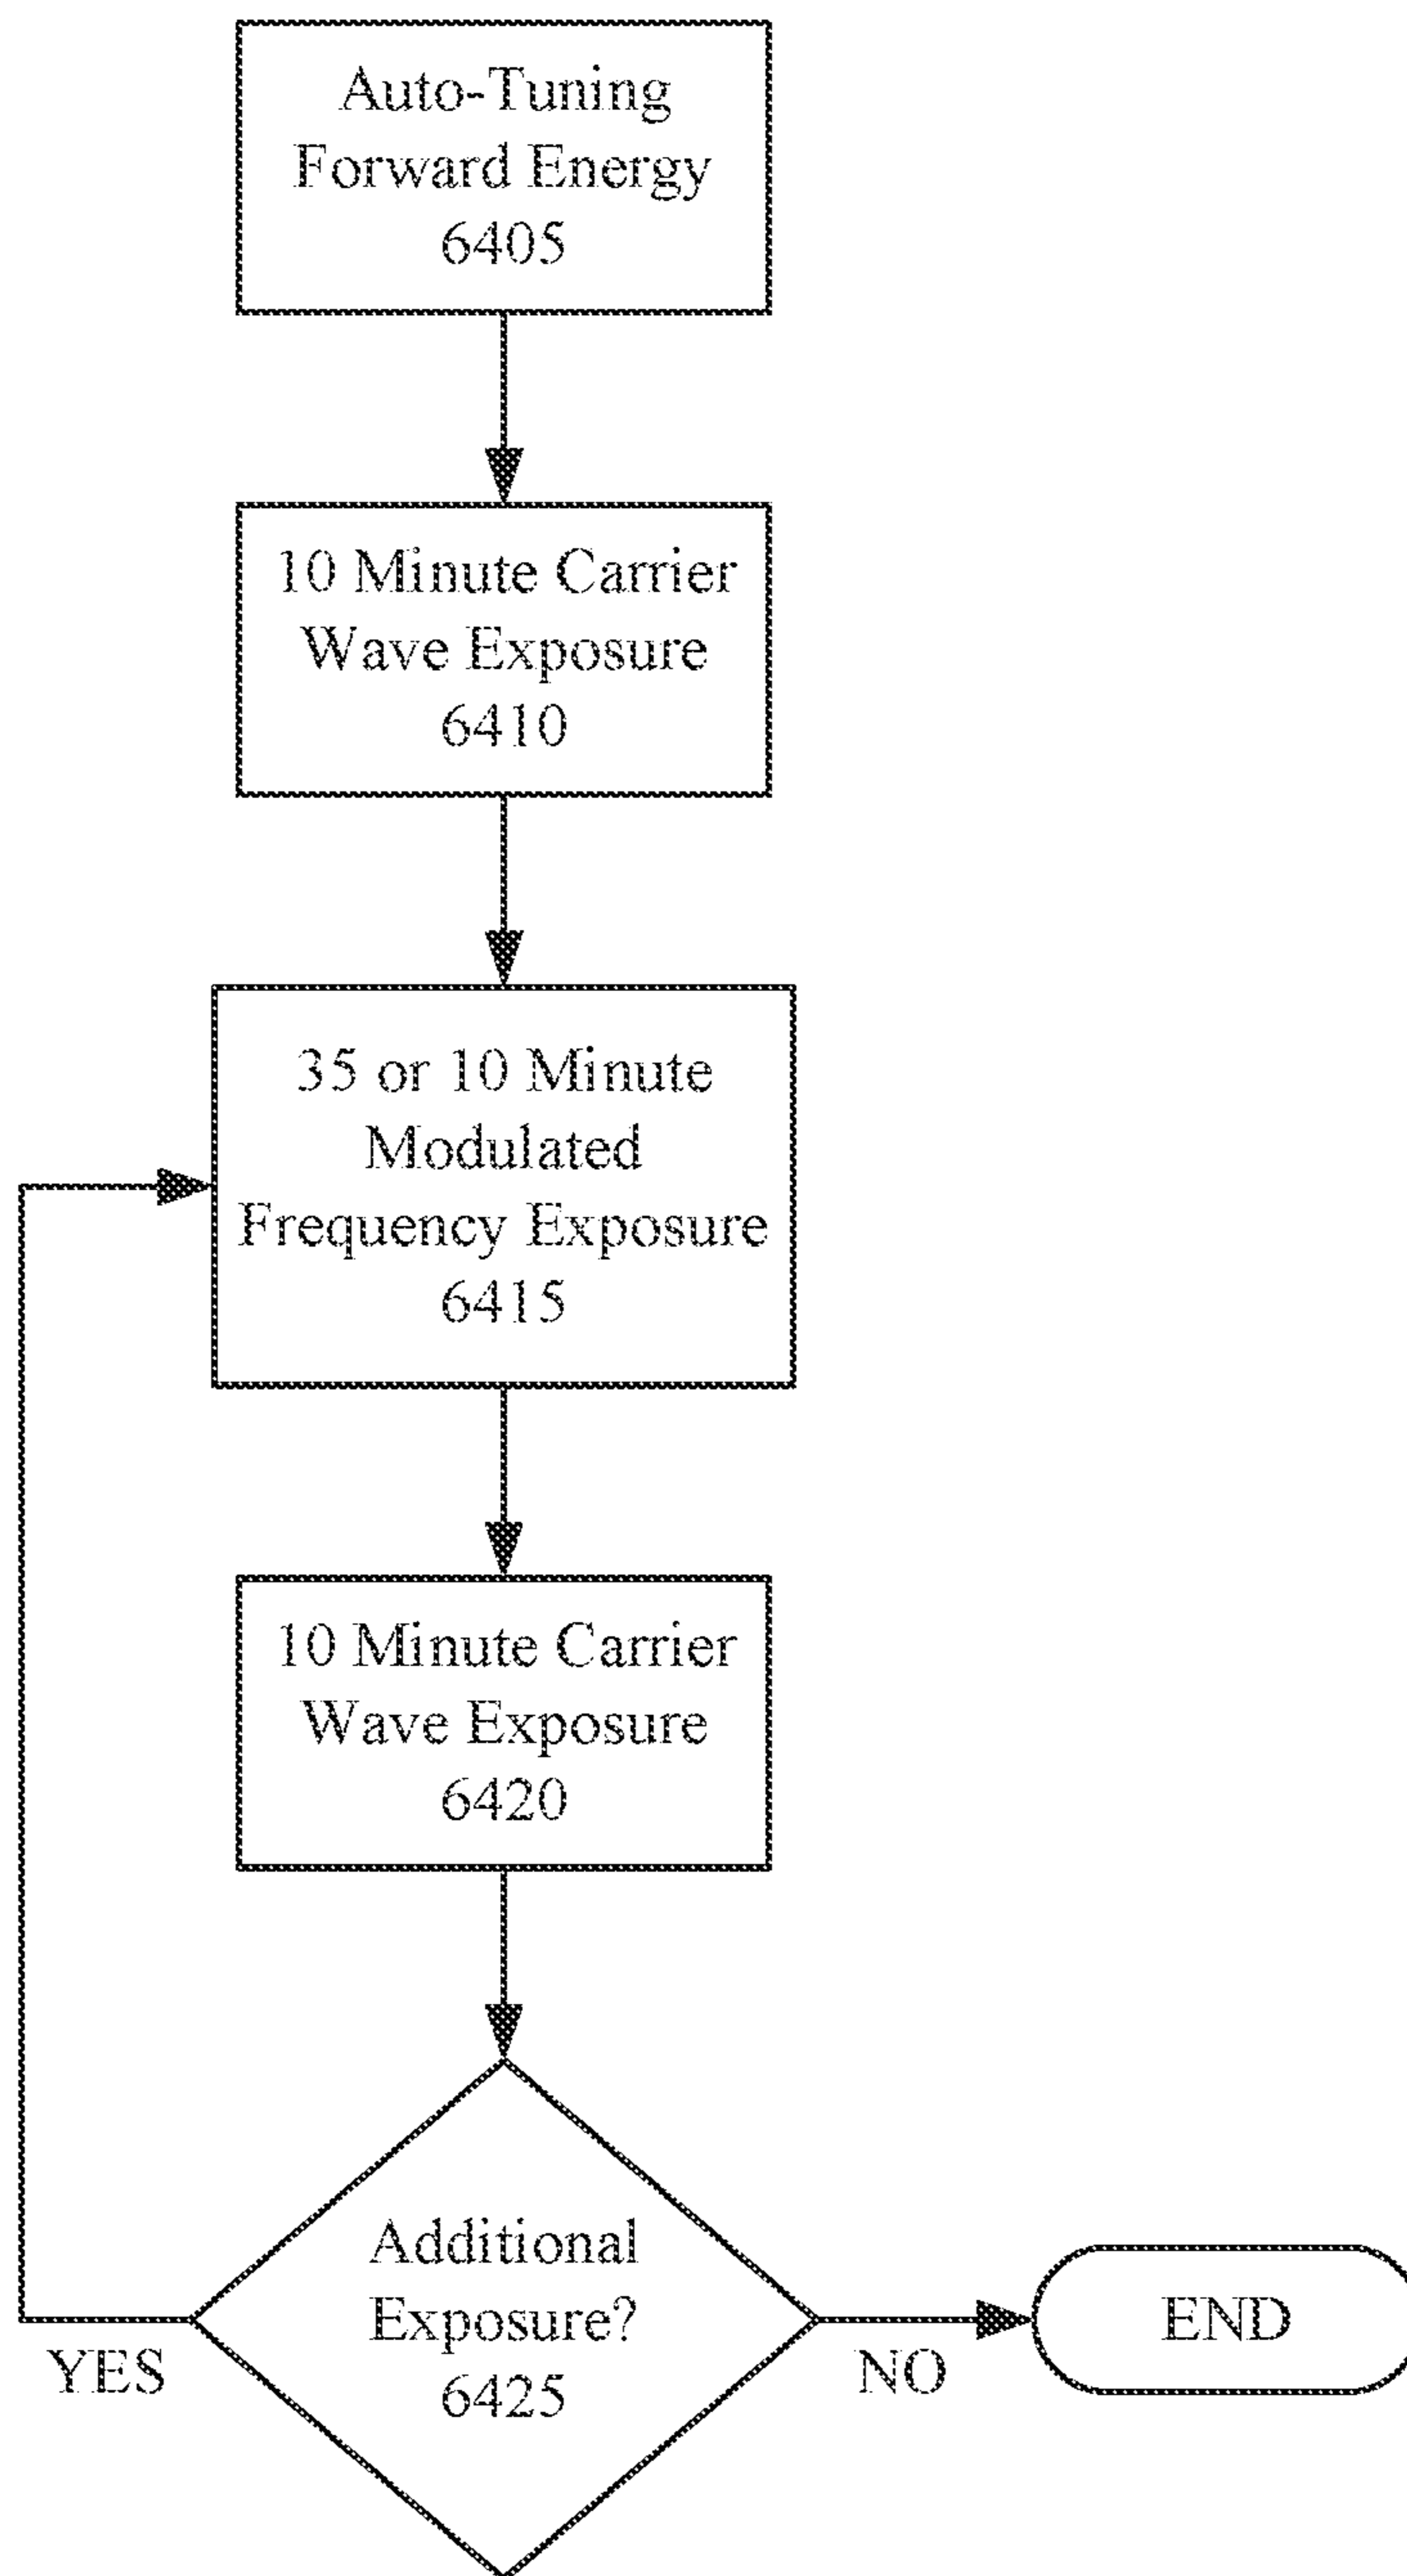 Auto-Tuning
Forward Energy
6405
10 Minute Carrier
Wave Exposure
6410
35 or 10 Minute
Modulated
Frequency Exposure
6415
10 Minute Carrier
Wave Exposure
6420
Additional
Exposure?
6425
YES
NO
END